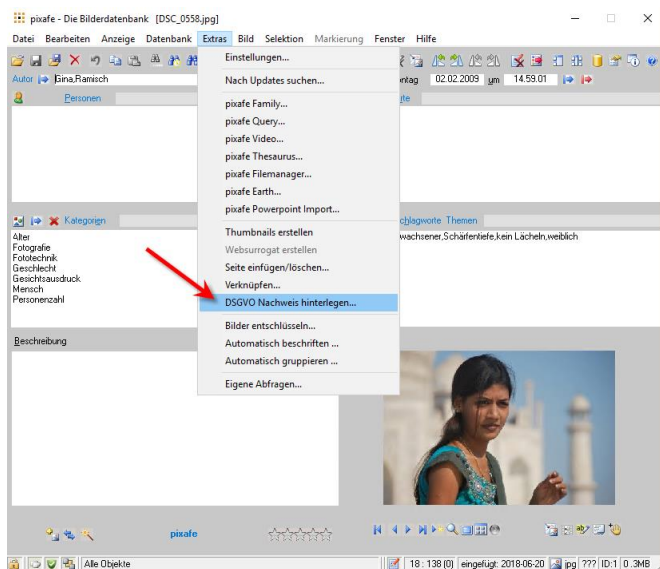 pixafe - Die Bilderdatenbank [DSC_0558.jpg]
Datei Bearbeiten Anzeige Datenbank Extras Bild Selektion Markierung Fenster Hilfe
Autor Gina,Ramisch
ntag 02.02.2009 um 14.59.01
Personen
Einstellungen...
Nach Updates suchen...
pixafe Family...
pixafe Query...
pixafe Video...
pixafe Thesaurus...
pixafe Filemanager...
pixafe Earth...
pixafe Powerpoint Import...
Thumbnails erstellen
Websurrogat erstellen
Seite einfügen/löschen...
Verknüpfen...
DSGVO Nachweis hinterlegen...
Bilder entschlüsseln...
Automatisch beschriften ...
Automatisch gruppieren ...
Eigene Abfragen...
Kategorien
Alter
Fotografie
Fototechnik
Geschlecht
Gesichtsausdruck
Mensch
Personenzahl
chlagworte Themen
wachsener,Schärfentiefe,kein Lächeln,weiblich
Beschreibung
pixafe
Alle Objekte
18 : 138 (0) eingefügt: 2018-06-20 jpg ??? ID:1 0.3MB